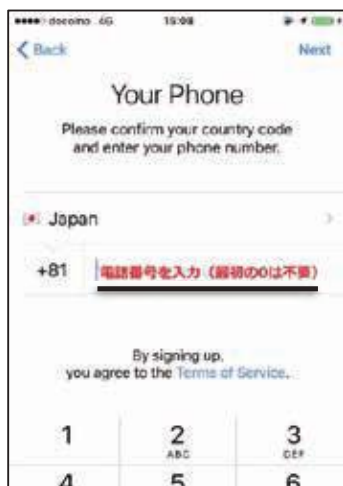 docomo 4G 15:08
Back Next
Your Phone
Please confirm your country code
and enter your phone number.
Japan
+81 電話番号を入力（最初の0は不要）
By signing up,
you agree to the Terms of Service.
1 2 3
ABC DEF
4 5 6